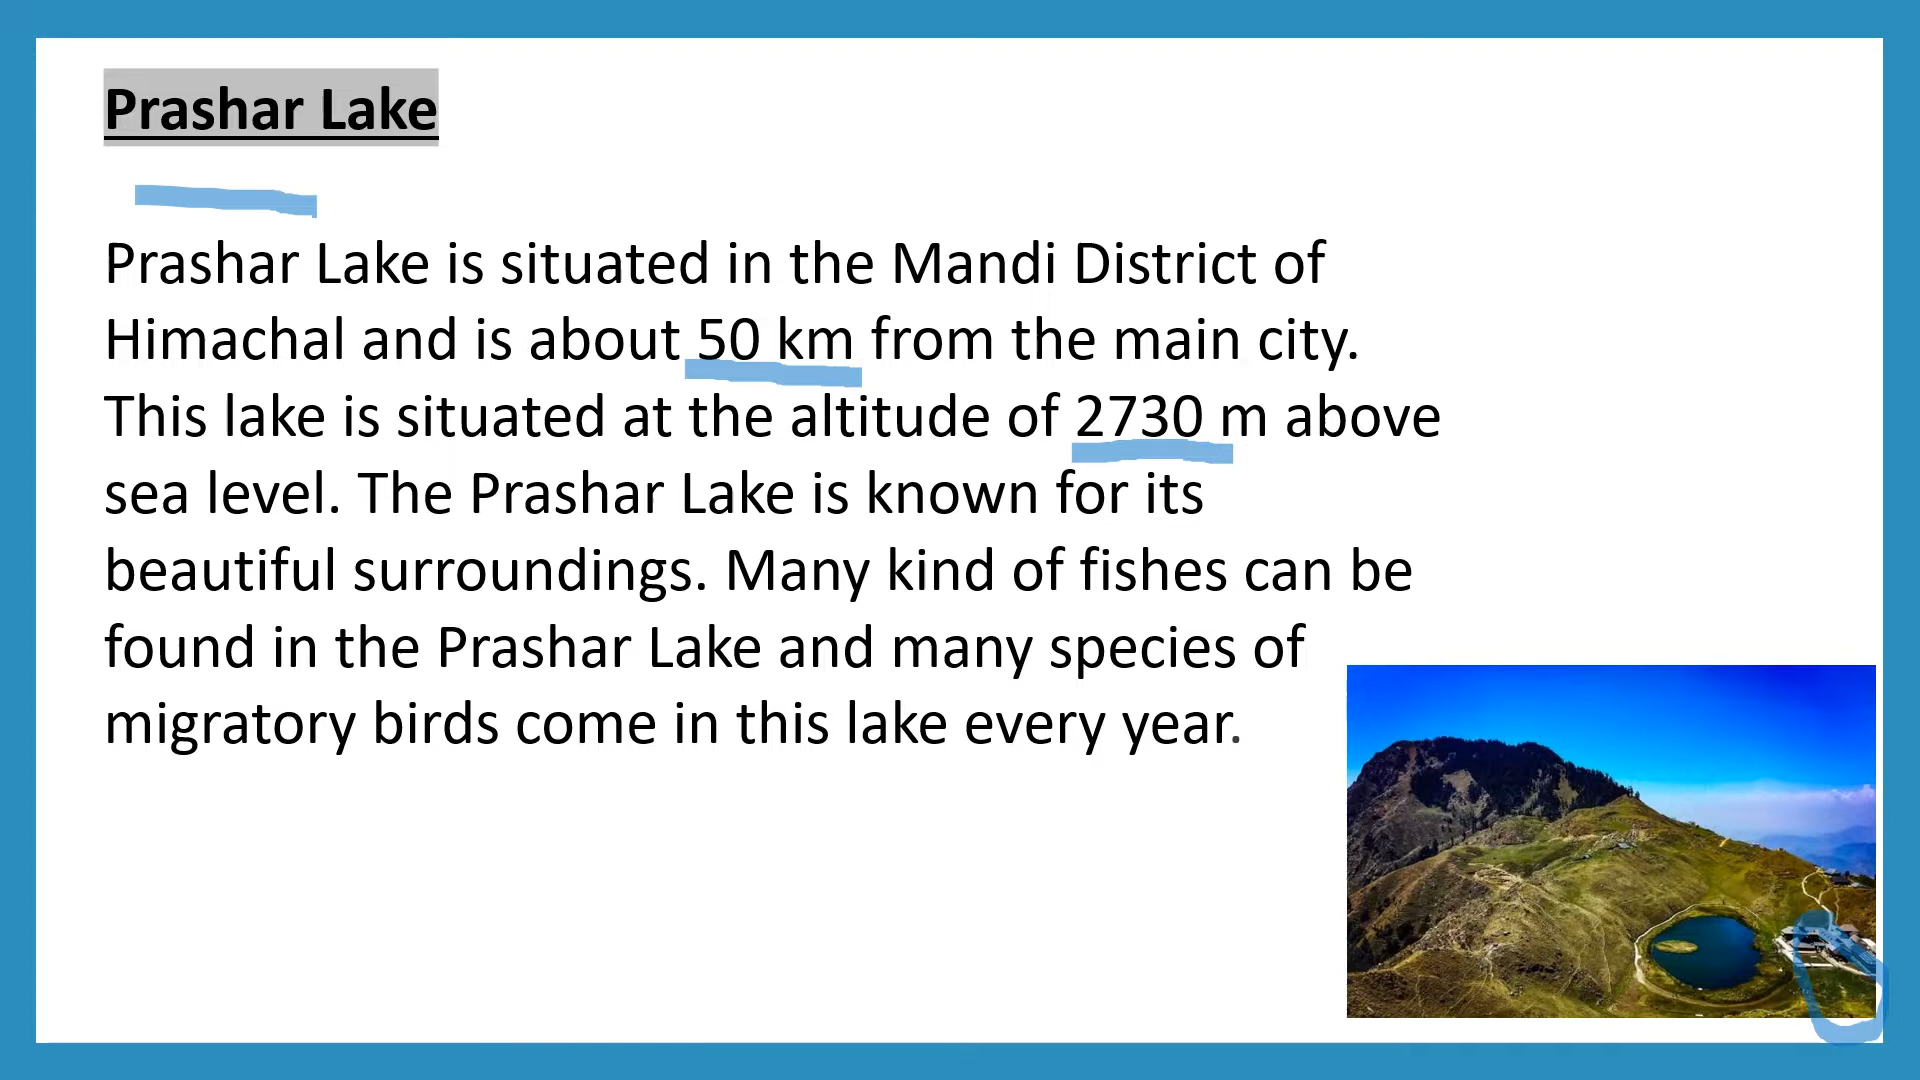 Prashar Lake
Prashar Lake is situated in the Mandi District of
Himachal and is about 50 km from the main city.
This lake is situated at the altitude of 2730 m above
sea level. The Prashar Lake is known for its
beautiful surroundings. Many kind of fishes can be
found in the Prashar Lake and many species of
migratory birds come in this lake every year.